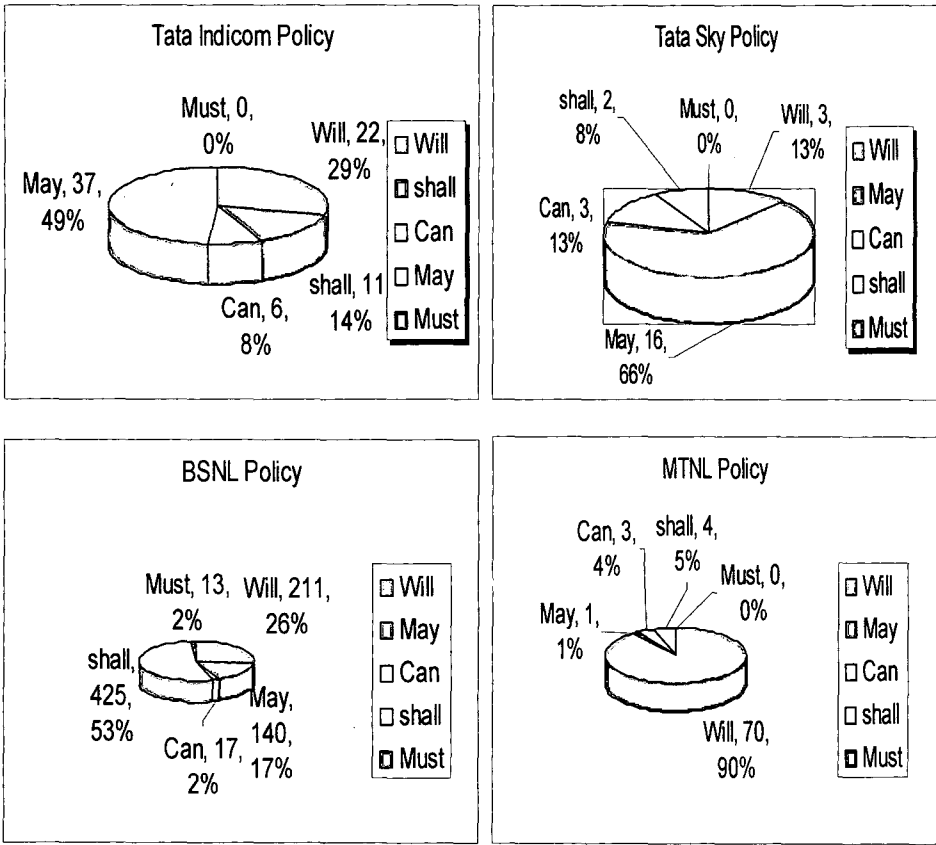 Tata Indicom Policy
Must, 0,
0%
Will, 22,
29%
May, 37,
49%
shall, 11
14%
Can, 6,
8%
Will
shall
Can
May
Must
Tata Sky Policy
shall, 2,
8%
Must, 0,
0%
Will, 3,
13%
Can, 3,
13%
May, 16,
66%
Will
May
Can
shall
Must
BSNL Policy
Must, 13,
2%
Will, 211,
26%
shall,
425,
53%
May,
140,
17%
Can, 17,
2%
Will
May
Can
shall
Must
MTNL Policy
Can, 3,
4%
shall, 4,
5%
Must, 0,
0%
May, 1,
1%
Will, 70,
90%
Will
May
Can
shall
Must